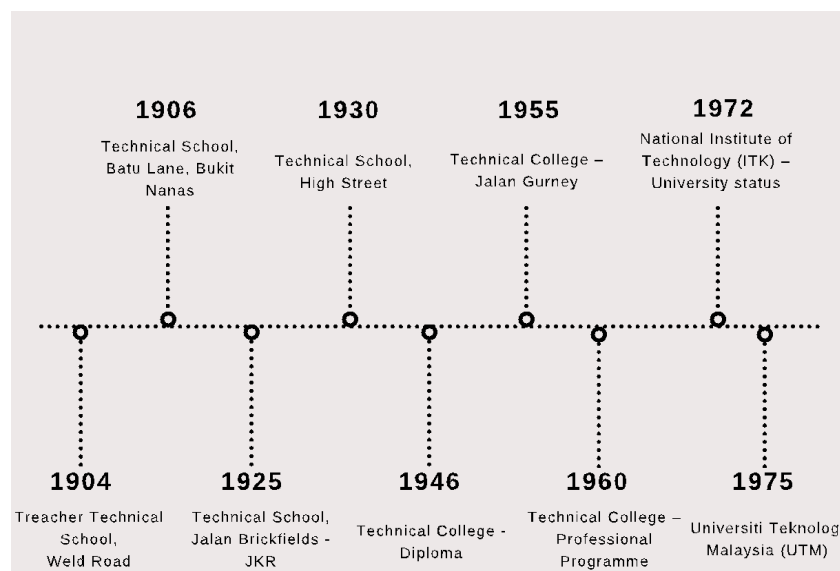 1906
Technical School,
Batu Lane, Bukit
Nanas
1930
Technical School,
High Street
1955
Technical College –
Jalan Gurney
1972
National Institute of
Technology (ITK) –
University status
1904
Treacher Technical
School,
Weld Road
1925
Technical School,
Jalan Brickfields -
JKR
1946
Technical College -
Diploma
1960
Technical College –
Professional
Programme
1975
Universiti Teknolog
Malaysia (UTM)